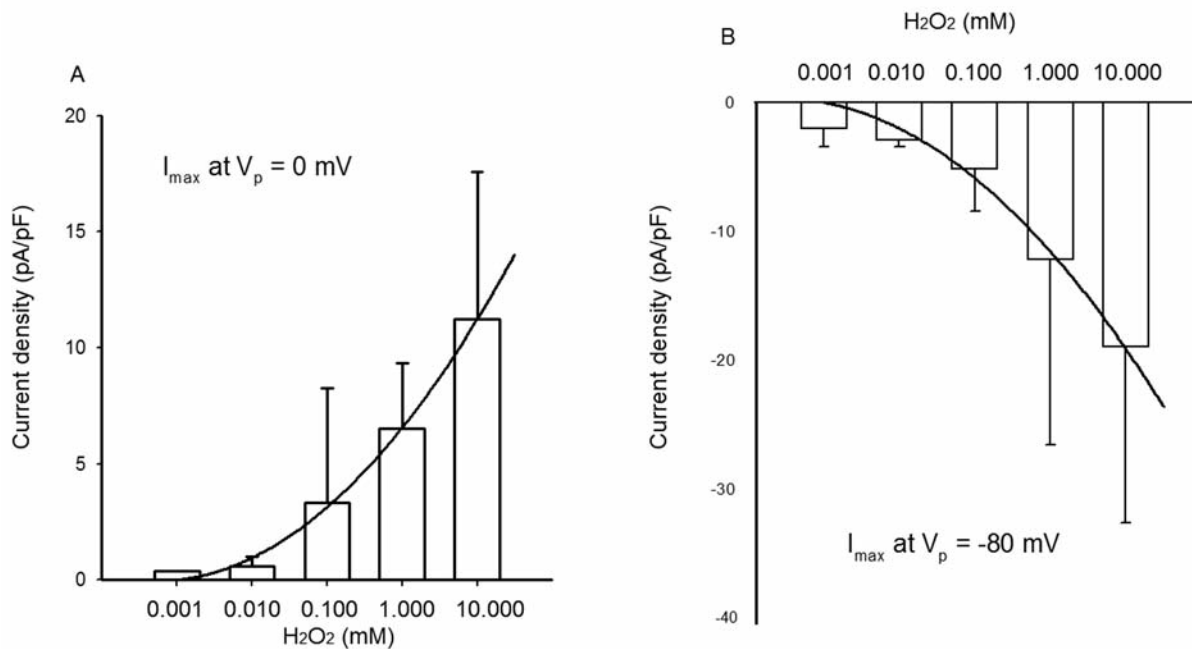 A
Current density (pA/pF)
20
15
10
5
0
I_max at V_p = 0 mV
0.001 0.010 0.100 1.000 10.000
H₂O₂ (mM)
B
H₂O₂ (mM)
0.001 0.010 0.100 1.000 10.000
Current density (pA/pF)
0
-10
-20
-30
-40
I_max at V_p = -80 mV